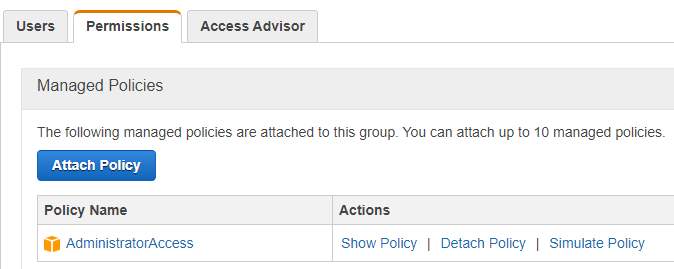 Users Permissions Access Advisor
Managed Policies
The following managed policies are attached to this group. You can attach up to 10 managed policies.
Attach Policy
Policy Name Actions
AdministratorAccess Show Policy | Detach Policy | Simulate Policy